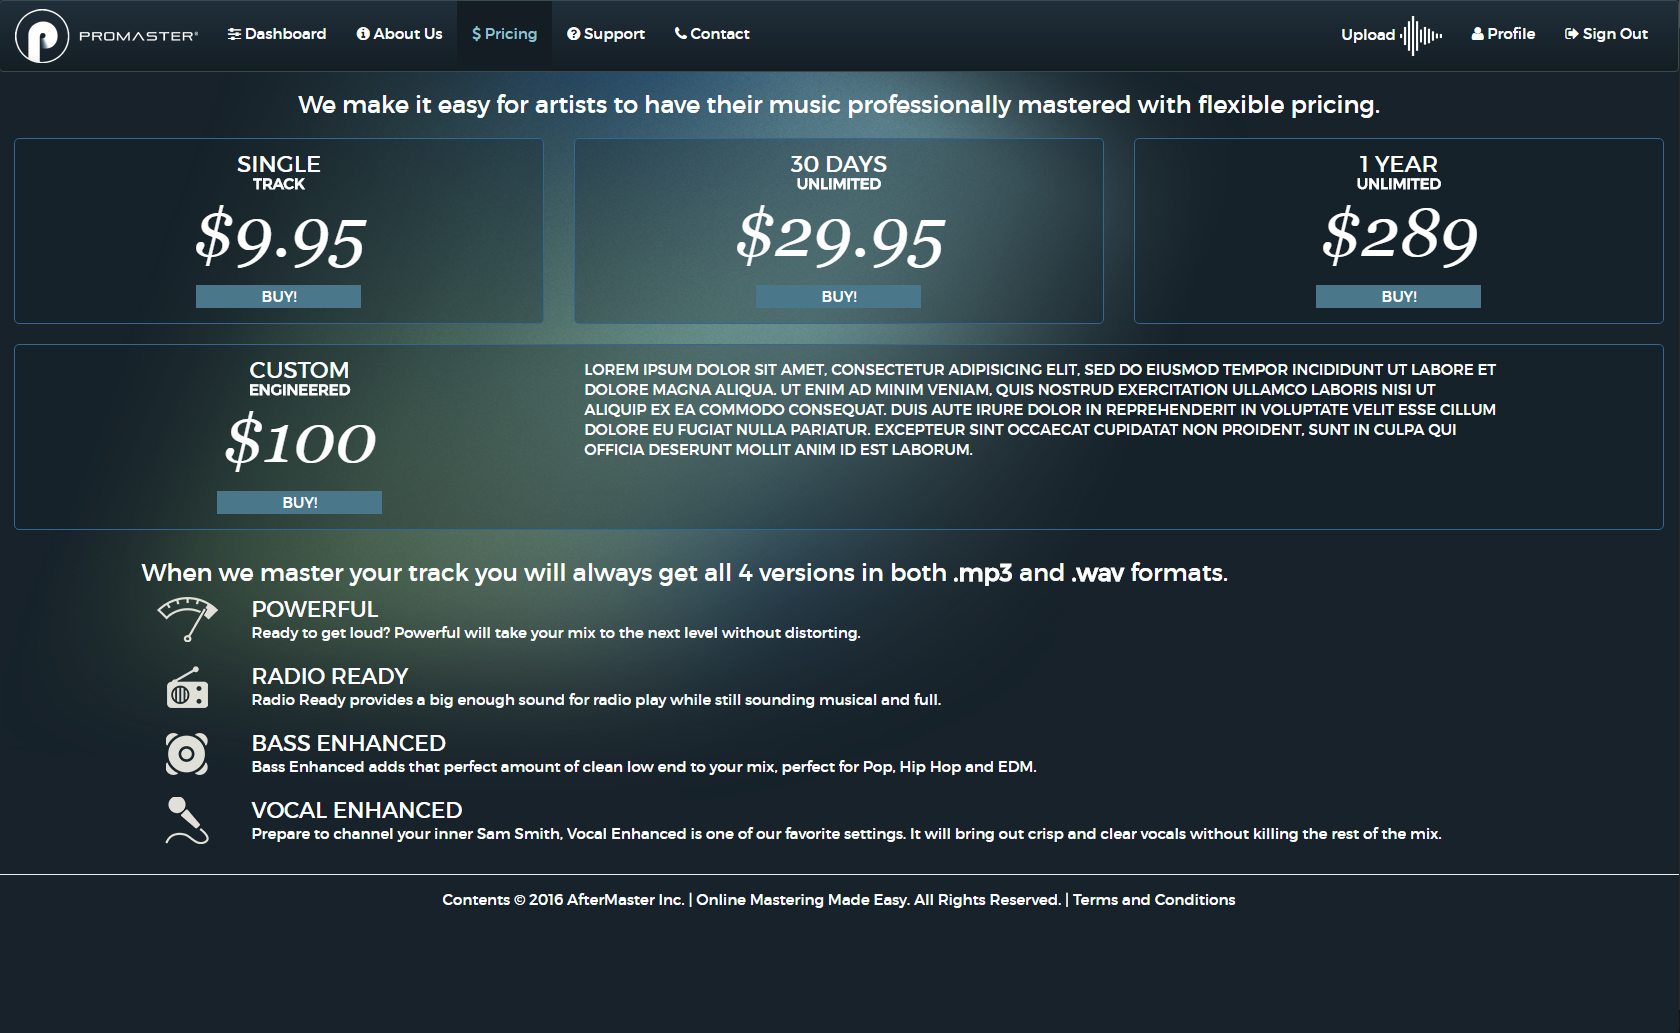 PROMASTER® Dashboard About Us $ Pricing Support Contact Upload Profile Sign Out
We make it easy for artists to have their music professionally mastered with flexible pricing.
SINGLE
TRACK
$9.95
BUY!
30 DAYS
UNLIMITED
$29.95
BUY!
1 YEAR
UNLIMITED
$289
BUY!
CUSTOM
ENGINEERED
$100
BUY!
LOREM IPSUM DOLOR SIT AMET, CONSECTETUR ADIPISICING ELIT, SED DO EIUSMOD TEMPOR INCIDIDUNT UT LABORE ET
DOLORE MAGNA ALIQUA. UT ENIM AD MINIM VENIAM, QUIS NOSTRUD EXERCITATION ULLAMCO LABORIS NISI UT
ALIQUIP EX EA COMMODO CONSEQUAT. DUIS AUTE IRURE DOLOR IN REPREHENDERIT IN VOLUPTATE VELIT ESSE CILLUM
DOLORE EU FUGIAT NULLA PARIATUR. EXCEPTEUR SINT OCCAECAT CUPIDATAT NON PROIDENT, SUNT IN CULPA QUI
OFFICIA DESERUNT MOLLIT ANIM ID EST LABORUM.
When we master your track you will always get all 4 versions in both .mp3 and .wav formats.
POWERFUL
Ready to get loud? Powerful will take your mix to the next level without distorting.
RADIO READY
Radio Ready provides a big enough sound for radio play while still sounding musical and full.
BASS ENHANCED
Bass Enhanced adds that perfect amount of clean low end to your mix, perfect for Pop, Hip Hop and EDM.
VOCAL ENHANCED
Prepare to channel your inner Sam Smith, Vocal Enhanced is one of our favorite settings. It will bring out crisp and clear vocals without killing the rest of the mix.
Contents © 2016 AfterMaster Inc. | Online Mastering Made Easy. All Rights Reserved. | Terms and Conditions